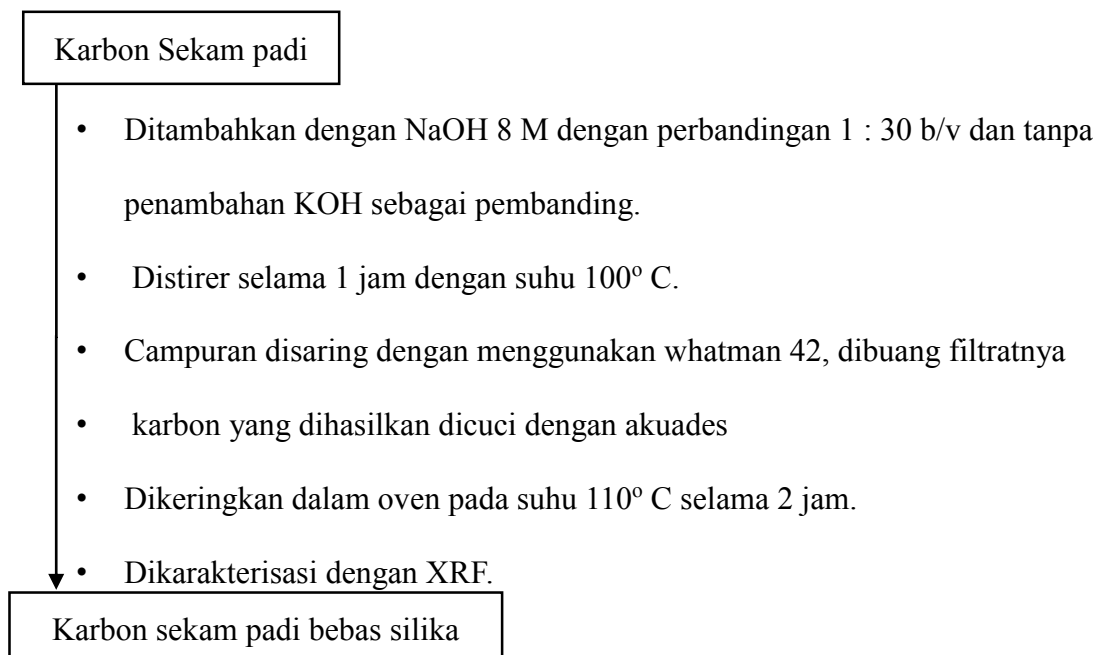 Karbon Sekam padi
• Ditambahkan dengan NaOH 8 M dengan perbandingan 1 : 30 b/v dan tanpa
penambahan KOH sebagai pembanding.
• Distirer selama 1 jam dengan suhu 100º C.
• Campuran disaring dengan menggunakan whatman 42, dibuang filtratnya
• karbon yang dihasilkan dicuci dengan akuades
• Dikeringkan dalam oven pada suhu 110º C selama 2 jam.
• Dikarakterisasi dengan XRF.
Karbon sekam padi bebas silika